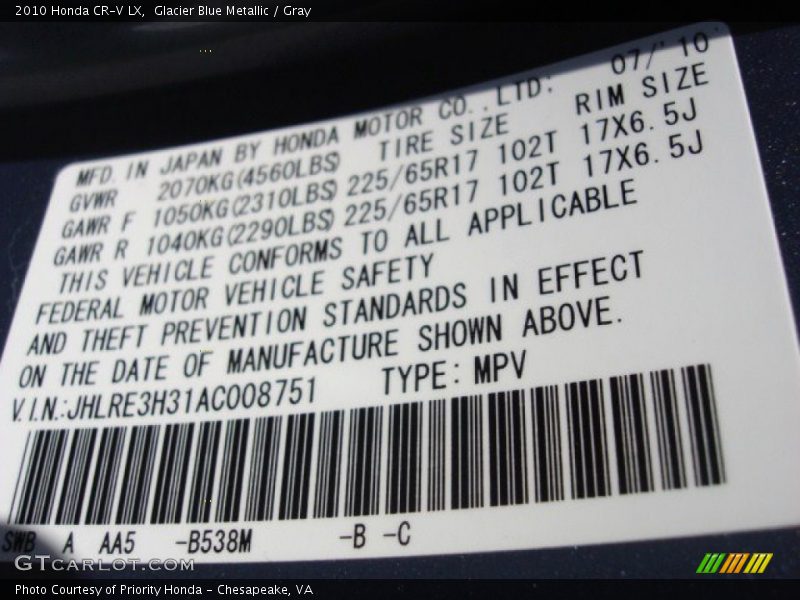 2010 Honda CR-V LX,  Glacier Blue Metallic / Gray
MFD. IN JAPAN BY HONDA MOTOR CO.,LTD: 07/'10
GVWR 2070KG(4560LBS) TIRE SIZE RIM SIZE
GAWR F 1050KG(2310LBS) 225/65R17 102T 17X6.5J
GAWR R 1040KG(2290LBS) 225/65R17 102T 17X6.5J
THIS VEHICLE CONFORMS TO ALL APPLICABLE
FEDERAL MOTOR VEHICLE SAFETY
AND THEFT PREVENTION STANDARDS IN EFFECT
ON THE DATE OF MANUFACTURE SHOWN ABOVE.
V.I.N.:JHLRE3H31AC008751 TYPE: MPV
SWB A AA5 -B538M -B -C
GTCARLOT.COM
Photo Courtesy of Priority Honda - Chesapeake, VA